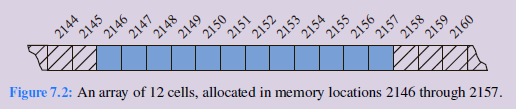 2144 2145 2146 2147 2148 2149 2150 2151 2152 2153 2154 2155 2156 2157 2158 2159 2160
Figure 7.2: An array of 12 cells, allocated in memory locations 2146 through 2157.